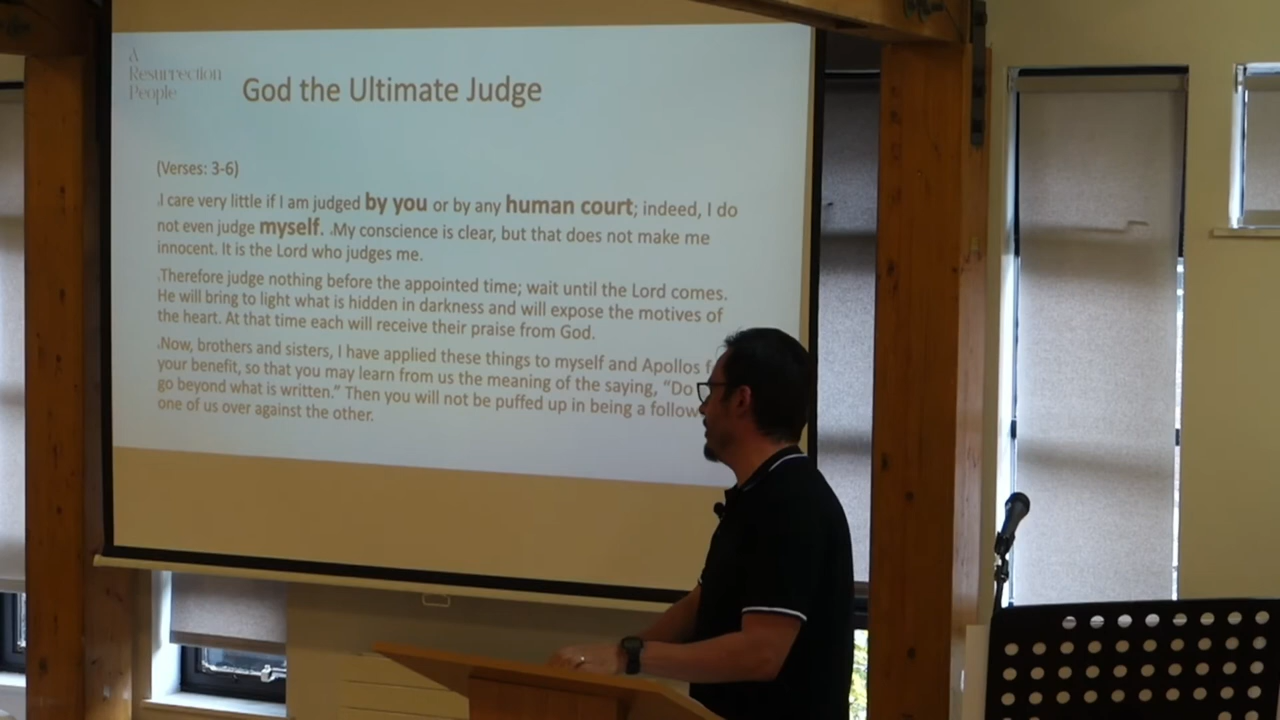 A
Resurrection
People
God the Ultimate Judge
(Verses: 3-6)
.I care very little if I am judged by you or by any human court; indeed, I do
not even judge myself. .My conscience is clear, but that does not make me
innocent. It is the Lord who judges me.
.Therefore judge nothing before the appointed time; wait until the Lord comes.
He will bring to light what is hidden in darkness and will expose the motives of
the heart. At that time each will receive their praise from God.
.Now, brothers and sisters, I have applied these things to myself and Apollos
your benefit, so that you may learn from us the meaning of the saying, “Do
go beyond what is written.” Then you will not be puffed up in being a
one of us over against the other.